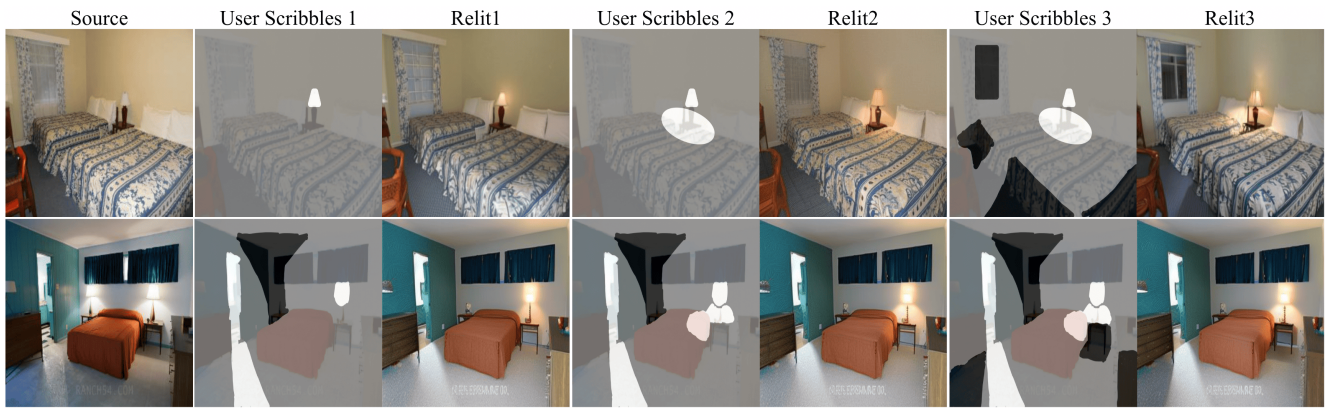 Source
User Scribbles 1
Relit1
User Scribbles 2
Relit2
User Scribbles 3
Relit3